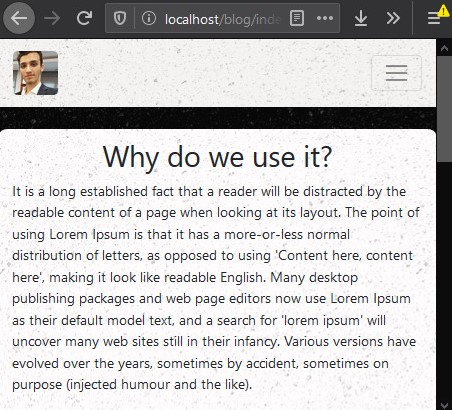 localhost/blog/inde
Why do we use it?
It is a long established fact that a reader will be distracted by the
readable content of a page when looking at its layout. The point of
using Lorem Ipsum is that it has a more-or-less normal
distribution of letters, as opposed to using 'Content here, content
here', making it look like readable English. Many desktop
publishing packages and web page editors now use Lorem Ipsum
as their default model text, and a search for 'lorem ipsum' will
uncover many web sites still in their infancy. Various versions have
evolved over the years, sometimes by accident, sometimes on
purpose (injected humour and the like).